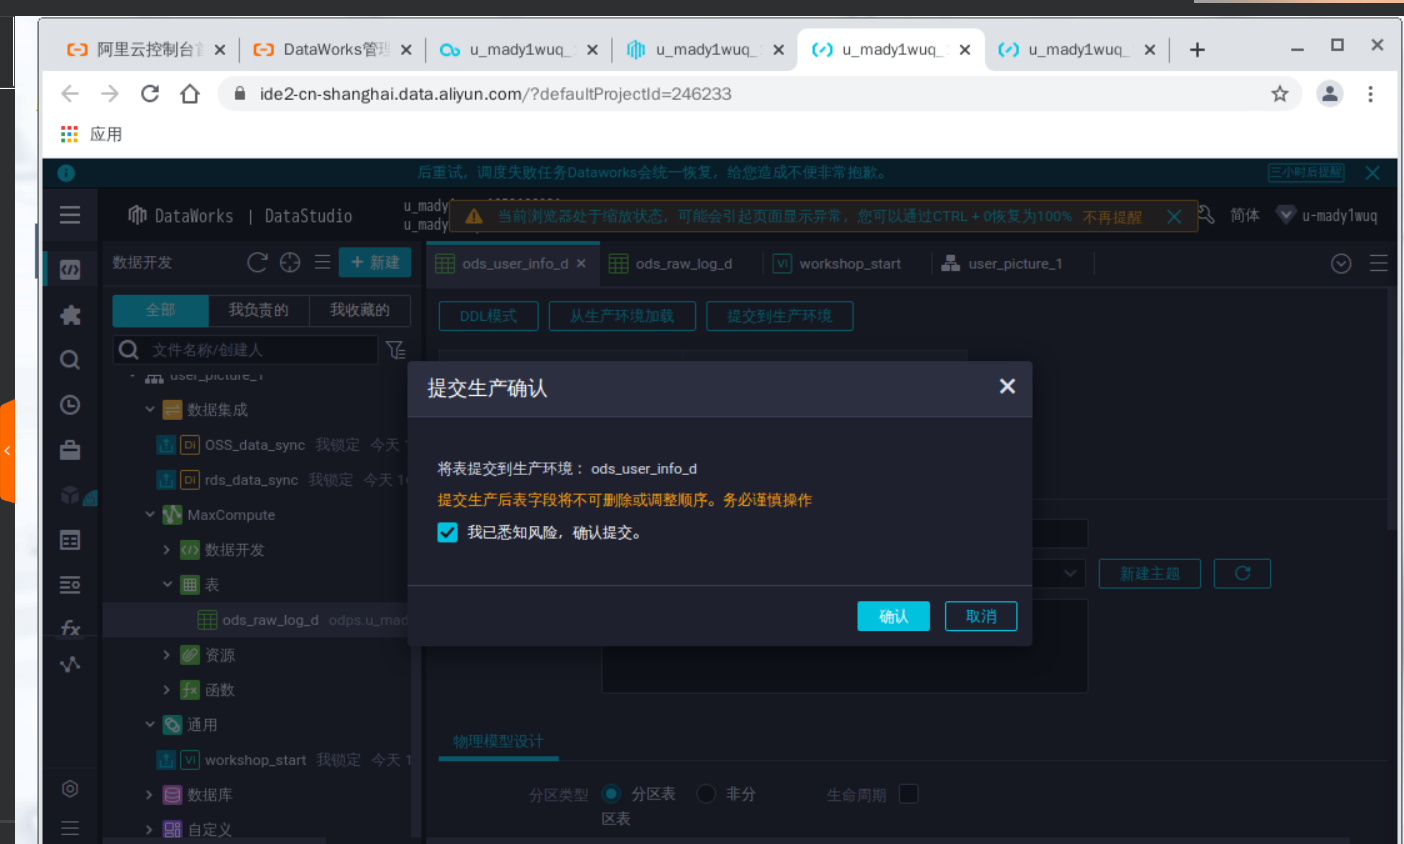 阿里云控制台
DataWorks管理
u_mady1wuq_
u_mady1wuq_
u_mady1wuq_
u_mady1wuq_
ide2-cn-shanghai.data.aliyun.com/?defaultProjectId=246233
应用
后重试，调度失败任务Dataworks会统一恢复，给您造成不便非常抱歉。
三小时后提醒
DataWorks | DataStudio
u_mady
u_mady
当前浏览器处于缩放状态，可能会引起页面显示异常，您可以通过CTRL + 0恢复为100% 不再提醒
简体
u-mady1wuq
数据开发
+ 新建
ods_user_info_d
ods_raw_log_d
VI workshop_start
user_picture_1
全部
我负责的
我收藏的
DDL模式
从生产环境加载
提交到生产环境
文件名称/创建人
user_picture_1
数据集成
DI OSS_data_sync 我锁定 今天
DI rds_data_sync 我锁定 今天
MaxCompute
数据开发
表
ods_raw_log_d odps.u_mad
资源
函数
通用
VI workshop_start 我锁定 今天
数据库
自定义
fx
提交生产确认
将表提交到生产环境： ods_user_info_d
提交生产后表字段将不可删除或调整顺序。务必谨慎操作
我已悉知风险，确认提交。
确认
取消
新建主题
物理模型设计
分区类型
分区表
非分
区表
生命周期